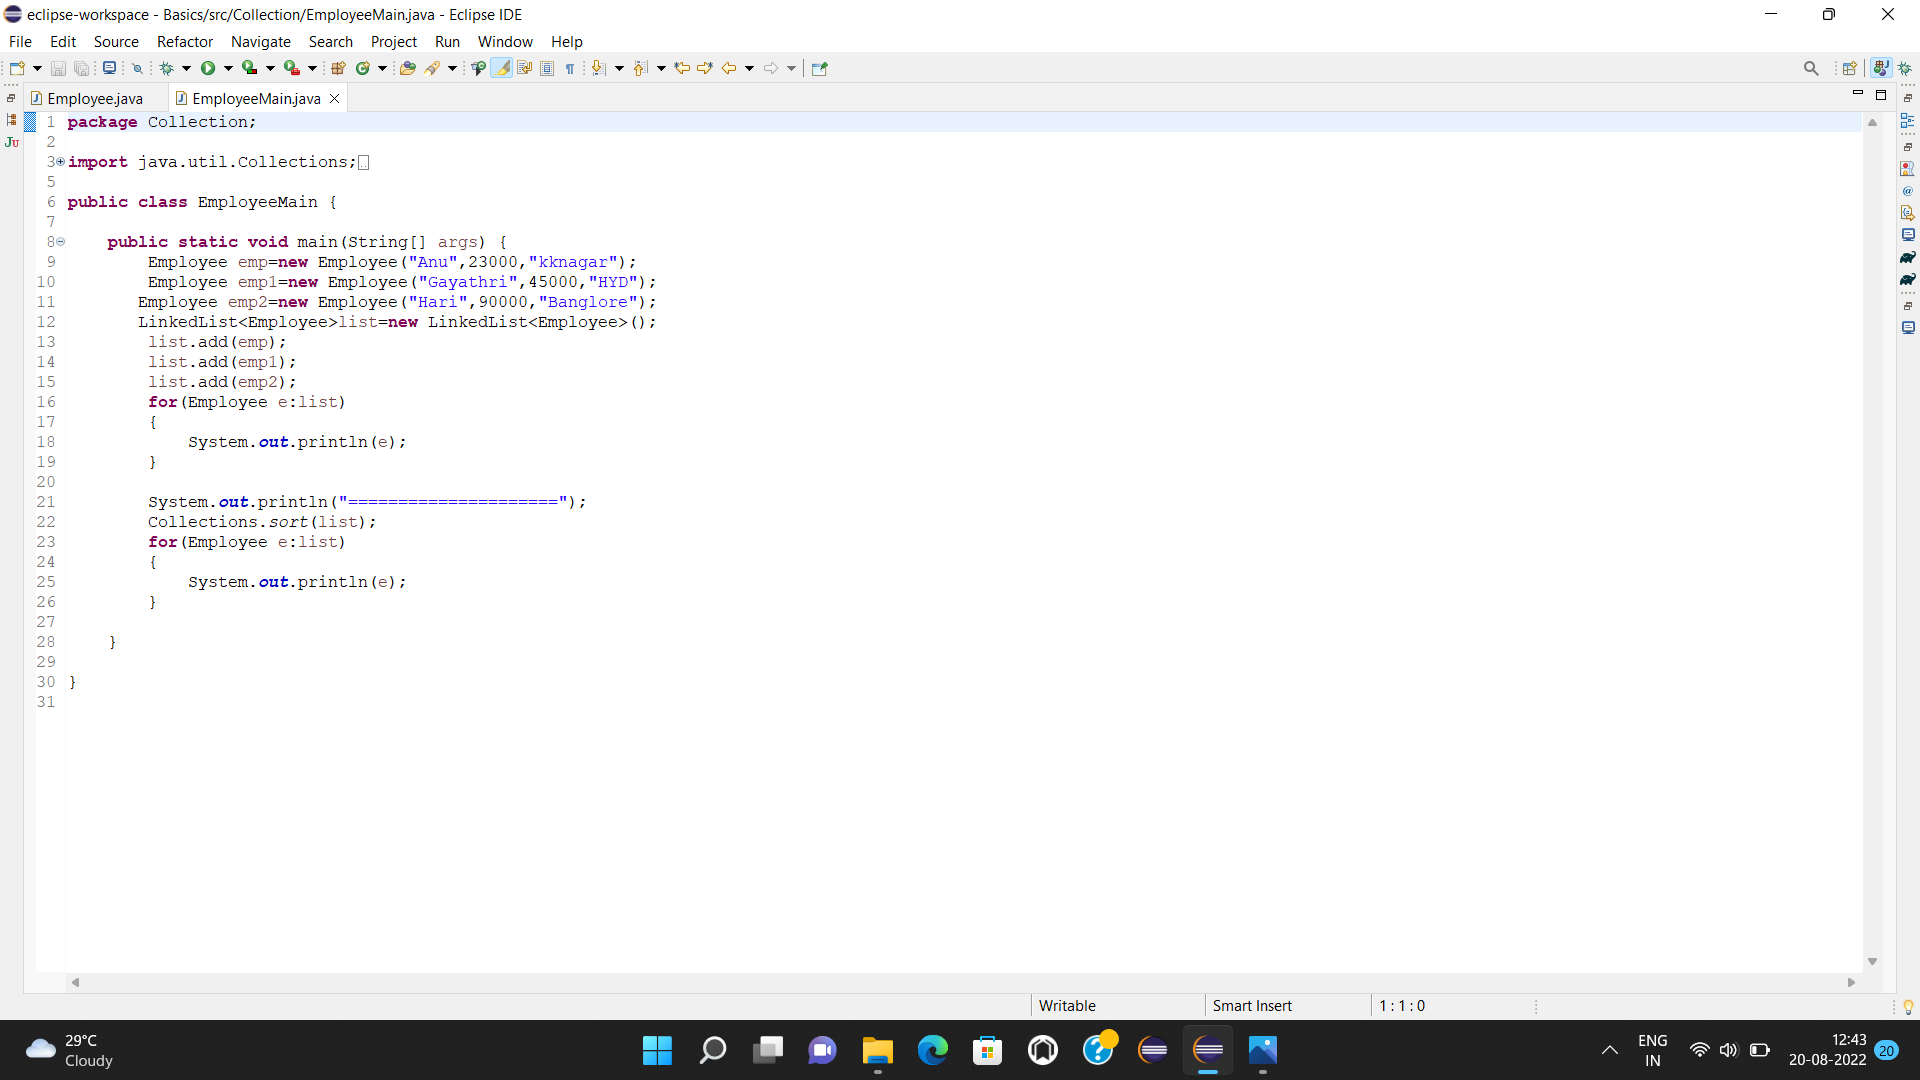 eclipse-workspace - Basics/src/Collection/EmployeeMain.java - Eclipse IDE
File Edit Source Refactor Navigate Search Project Run Window Help
Employee.java EmployeeMain.java
1 package Collection;
2
3 import java.util.Collections;
5
6 public class EmployeeMain {
7
8 public static void main(String[] args) {
9 Employee emp=new Employee("Anu",23000,"kknagar");
10 Employee emp1=new Employee("Gayathri",45000,"HYD");
11 Employee emp2=new Employee("Hari",90000,"Banglore");
12 LinkedList<Employee>list=new LinkedList<Employee>();
13 list.add(emp);
14 list.add(emp1);
15 list.add(emp2);
16 for(Employee e:list)
17 {
18 System.out.println(e);
19 }
20
21 System.out.println("=====================");
22 Collections.sort(list);
23 for(Employee e:list)
24 {
25 System.out.println(e);
26 }
27
28 }
29
30 }
31
Writable Smart Insert 1 : 1 : 0
29°C
Cloudy
ENG
IN
12:43
20-08-2022
20